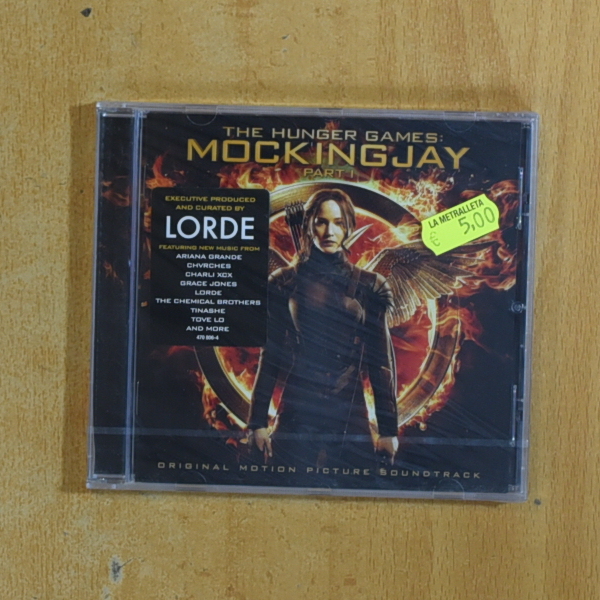 THE HUNGER GAMES:
MOCKINGJAY
PART 1
EXECUTIVE PRODUCED
AND CURATED BY
LORDE
FEATURING NEW MUSIC FROM
ARIANA GRANDE
CHVRCHES
CHARLI XCX
GRACE JONES
LORDE
THE CHEMICAL BROTHERS
TINASHE
TOVE LO
AND MORE
LA METRALLETA
€ 5,00
ORIGINAL MOTION PICTURE SOUNDTRACK